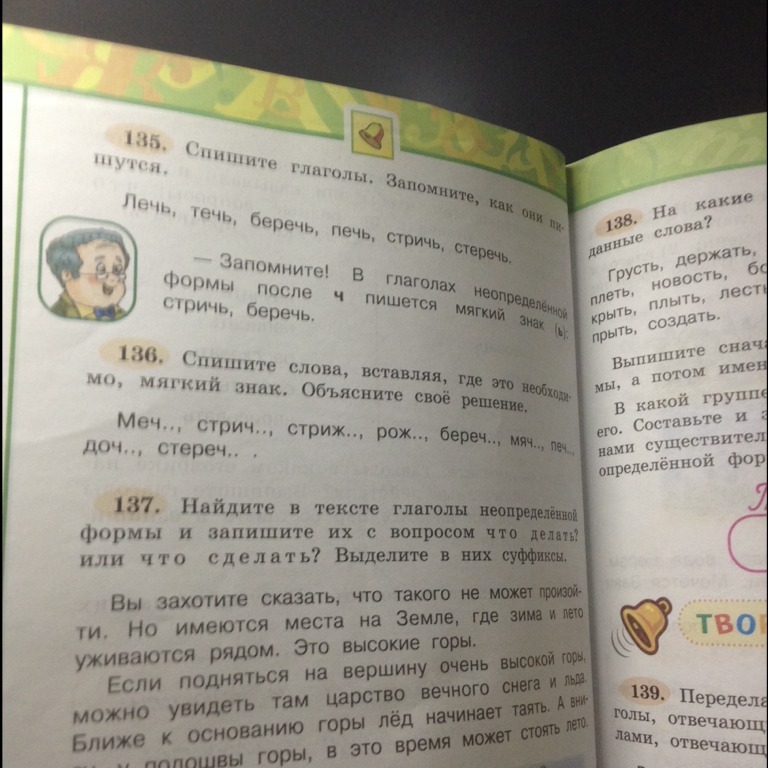 135. Спишите глаголы. Запомните, как они пи-
шутся.
Лечь, течь, беречь, печь, стричь, стеречь.
— Запомните! В глаголах неопределённой
формы после ч пишется мягкий знак (ь):
стричь, беречь.
136. Спишите слова, вставляя, где это необходи-
мо, мягкий знак. Объясните своё решение.
Меч.., стрич.., стриж.., рож.., береч.., мяч.., печ..,
доч.., стереч.. .
137. Найдите в тексте глаголы неопределённой
формы и запишите их с вопросом что делать?
или что сделать? Выделите в них суффиксы.
Вы захотите сказать, что такого не может произой-
ти. Но имеются места на Земле, где зима и лето
уживаются рядом. Это высокие горы.
Если подняться на вершину очень высокой горы,
можно увидеть там царство вечного снега и льда.
Ближе к основанию горы лёд начинает таять. А вни-
у подошвы горы, в это время может стоять лето.
138. На какие
данные слова?
Грусть, держать,
плеть, новость,
крыть, плыть,
прыть, создать.
Выпишите
мы, а потом
В какой
его. Составьте и
нами
138
139. Передела
голы, отвечающ
лами, отвечающ